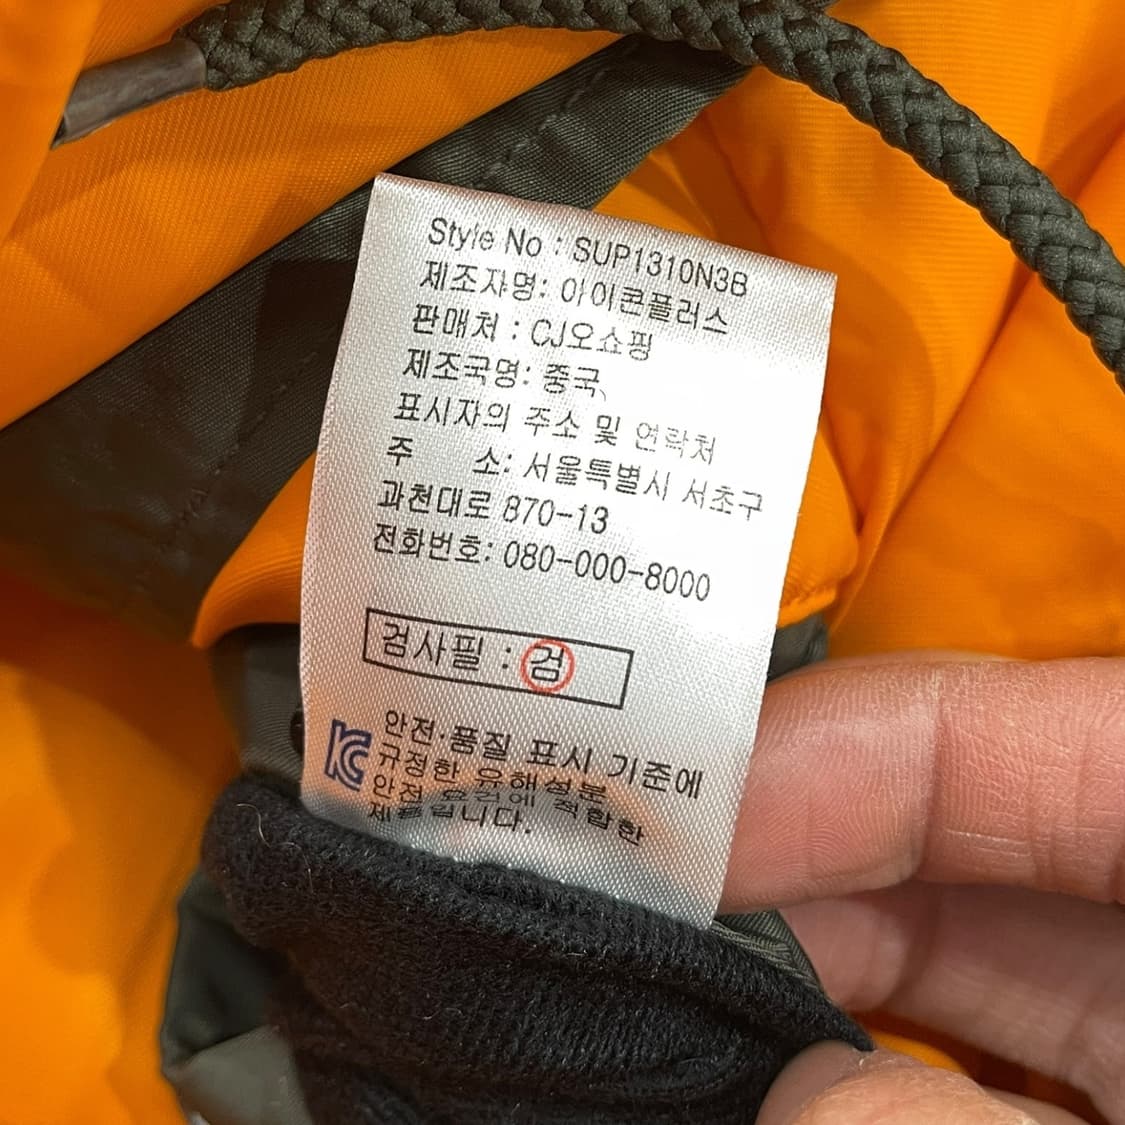 Style No : SUP1310N3B
제조자명: 아이콘플러스
판매처 : CJ오쇼핑
제조국명: 중국
표시자의 주소 및 연락처
주 소: 서울특별시 서초구
과천대로 870-13
전화번호: 080-000-8000
검사필 : 검
KC
안전·품질 표시 기준에
규정한 유해성분
안전 요건에 적합한
제품입니다.